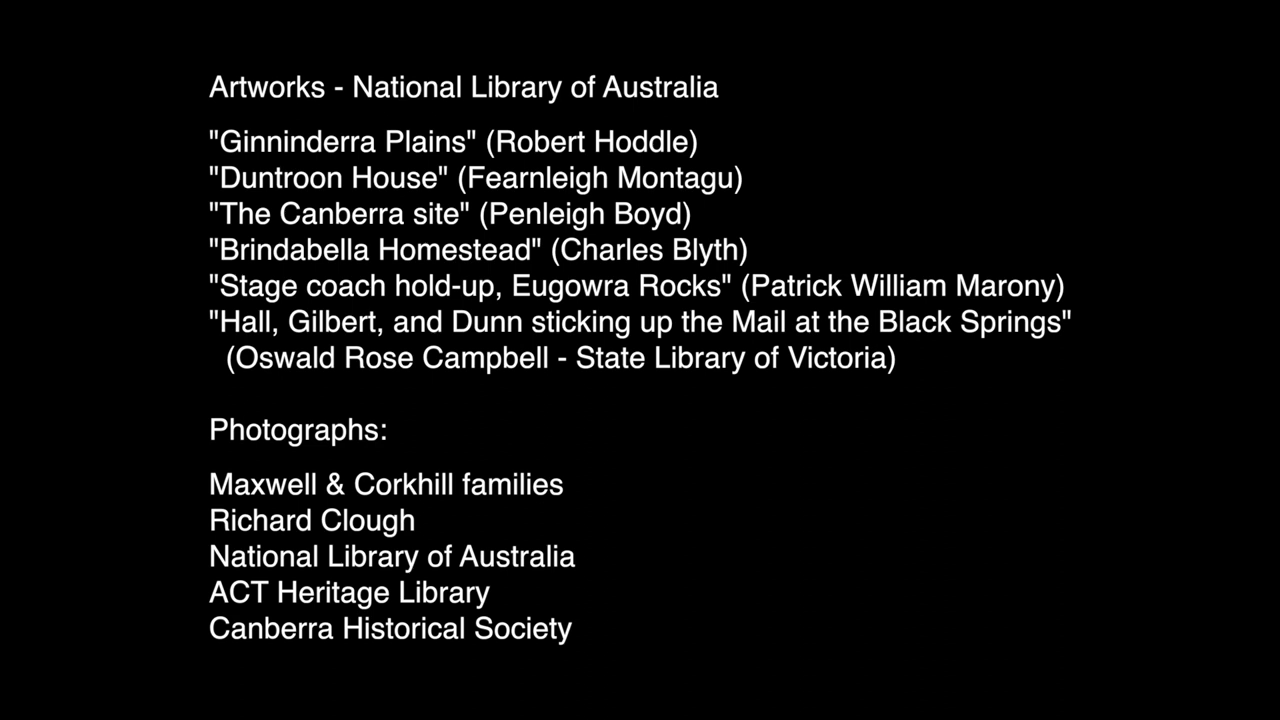 Artworks - National Library of Australia
"Ginninderra Plains" (Robert Hoddle)
"Duntroon House" (Fearnleigh Montagu)
"The Canberra site" (Penleigh Boyd)
"Brindabella Homestead" (Charles Blyth)
"Stage coach hold-up, Eugowra Rocks" (Patrick William Marony)
"Hall, Gilbert, and Dunn sticking up the Mail at the Black Springs"
(Oswald Rose Campbell - State Library of Victoria)
Photographs:
Maxwell & Corkhill families
Richard Clough
National Library of Australia
ACT Heritage Library
Canberra Historical Society